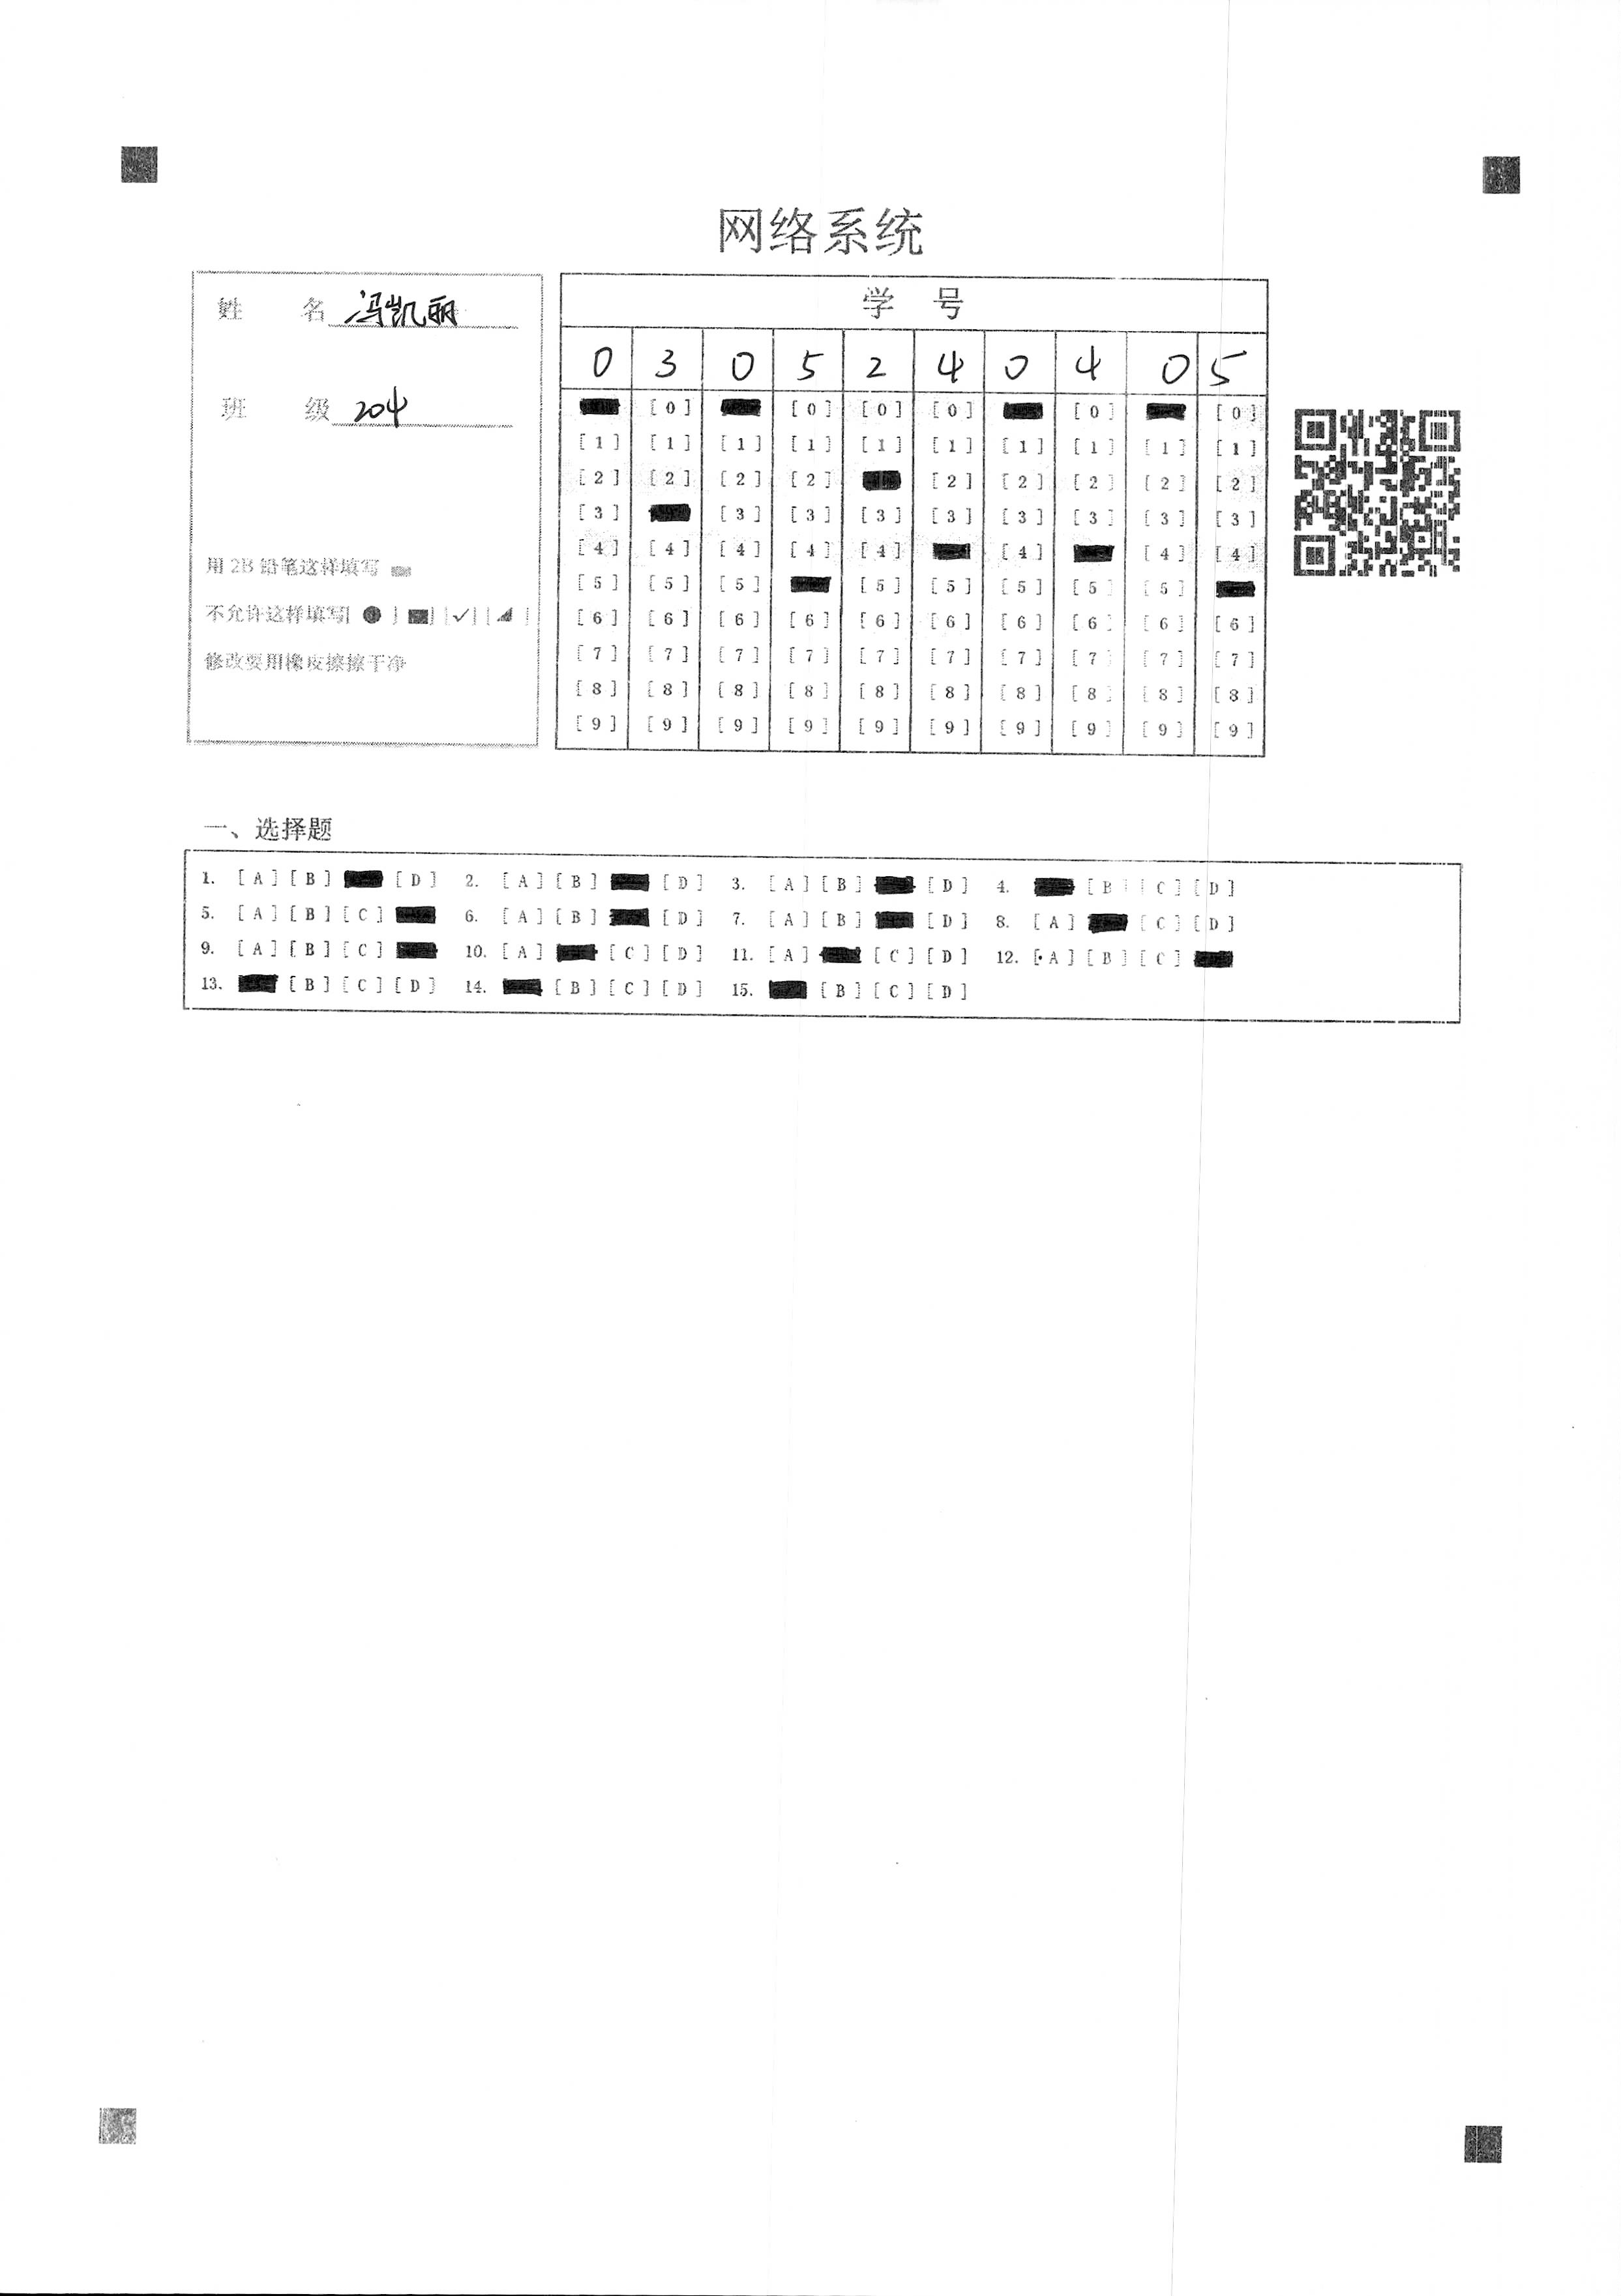 网络系统
姓 名 冯凯丽
班 级 204
用 2B 铅笔这样填写
不允许这样填写[ ● ] [■] [✓] [◢ ]
修改要用橡皮擦擦干净
学 号
0 3 0 5 2 4 0 4 0 5
[0] [0] [0] [0] [0] [0]
[1] [1] [1] [1] [1] [1] [1] [1] [1] [1]
[2] [2] [2] [2] [2] [2] [2] [2] [2]
[3] [3] [3] [3] [3] [3] [3] [3] [3]
[4] [4] [4] [4] [4] [4] [4] [4]
[5] [5] [5] [5] [5] [5] [5] [5]
[6] [6] [6] [6] [6] [6] [6] [6] [6] [6]
[7] [7] [7] [7] [7] [7] [7] [7] [7] [7]
[8] [8] [8] [8] [8] [8] [8] [8] [8] [8]
[9] [9] [9] [9] [9] [9] [9] [9] [9] [9]
一、选择题
1. [A] [B] [D] 2. [A] [B] [D] 3. [A] [B] [D] 4. [B] [C] [D]
5. [A] [B] [C] 6. [A] [B] [D] 7. [A] [B] [D] 8. [A] [C] [D]
9. [A] [B] [C] 10. [A] [C] [D] 11. [A] [C] [D] 12. [A] [B] [C]
13. [B] [C] [D] 14. [B] [C] [D] 15. [B] [C] [D]